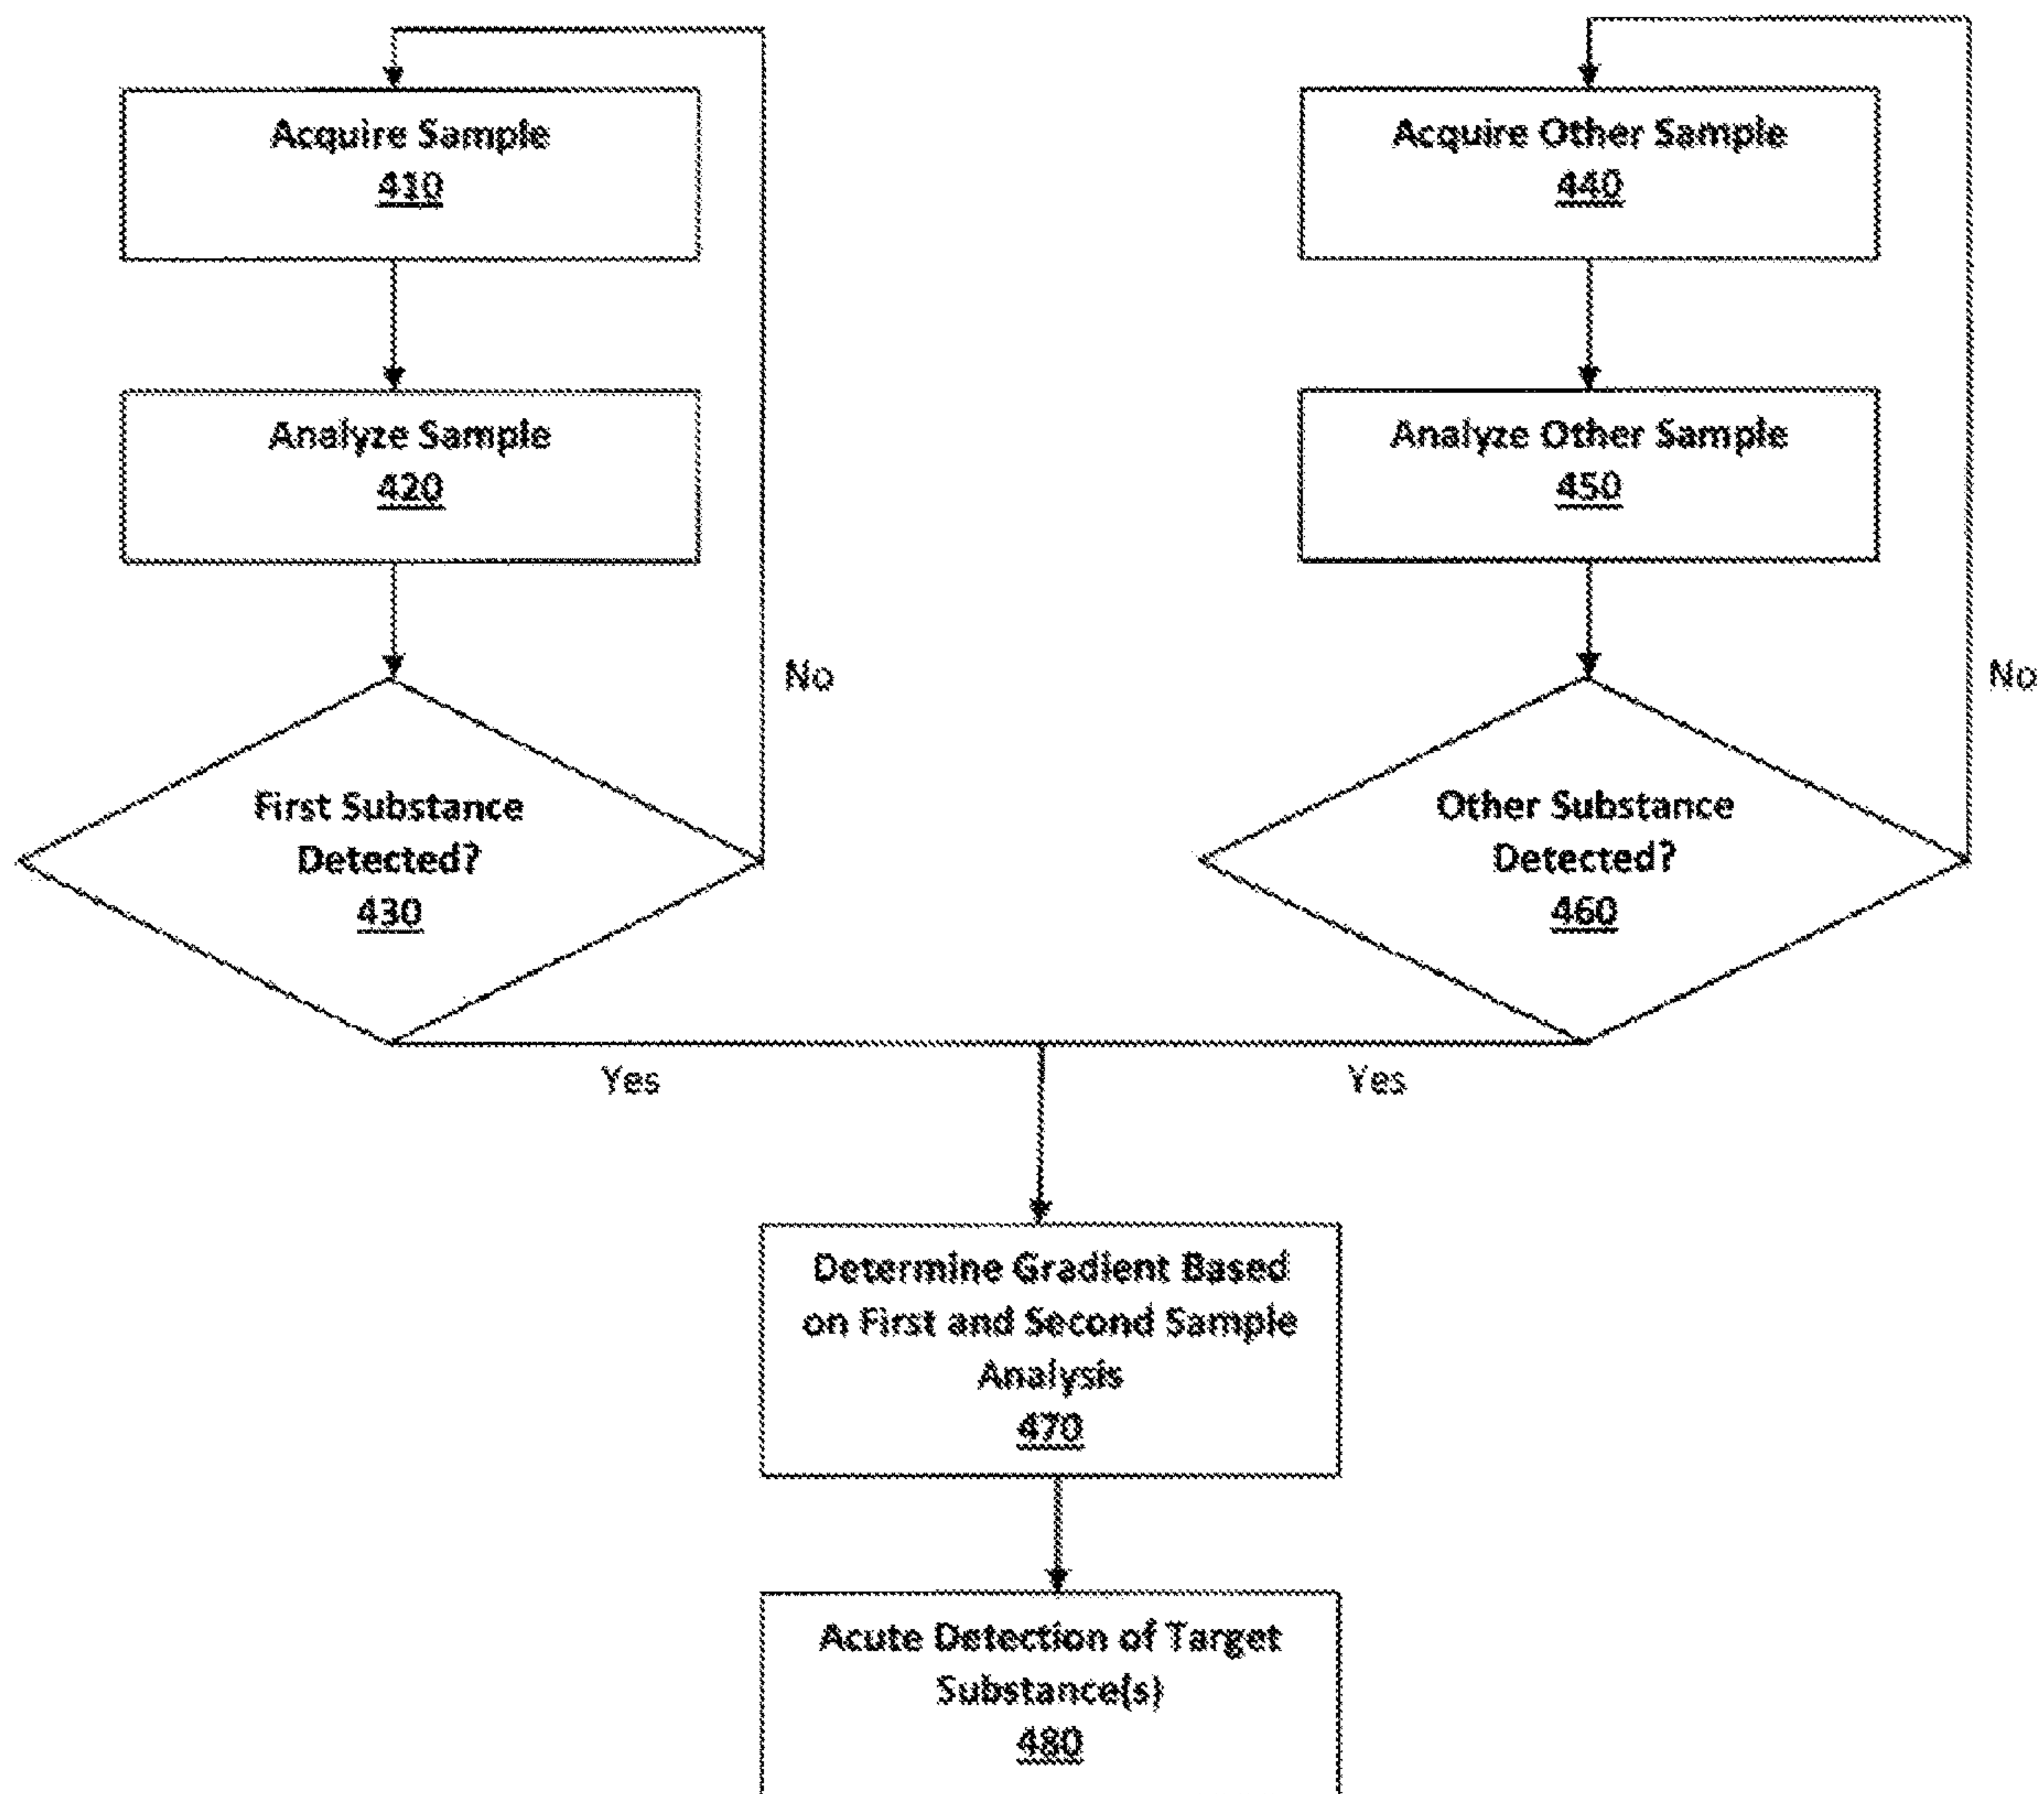 Acquire Sample
410
Analyze Sample
420
No
First Substance
Detected?
430
Yes
Acquire Other Sample
440
Analyze Other Sample
450
No
Other Substance
Detected?
460
Yes
Determine Gradient Based
on First and Second Sample
Analysis
470
Acute Detection of Target
Substance(s)
480